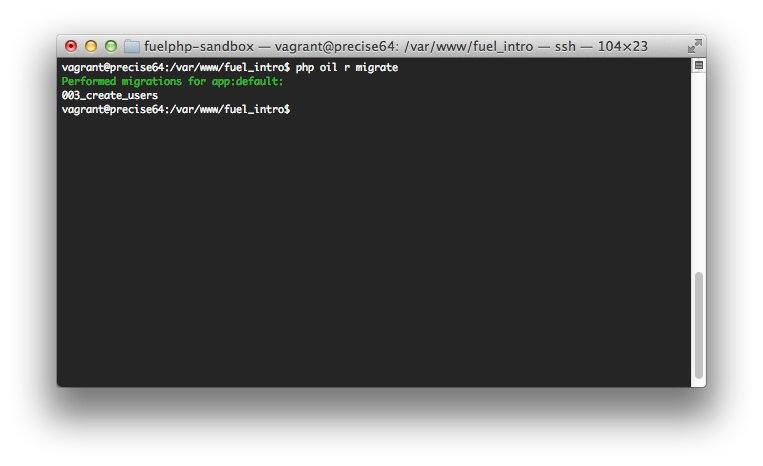 fuelphp-sandbox — vagrant@precise64: /var/www/fuel_intro — ssh — 104×23
vagrant@precise64:/var/www/fuel_intro$ php oil r migrate
Performed migrations for app:default:
003_create_users
vagrant@precise64:/var/www/fuel_intro$